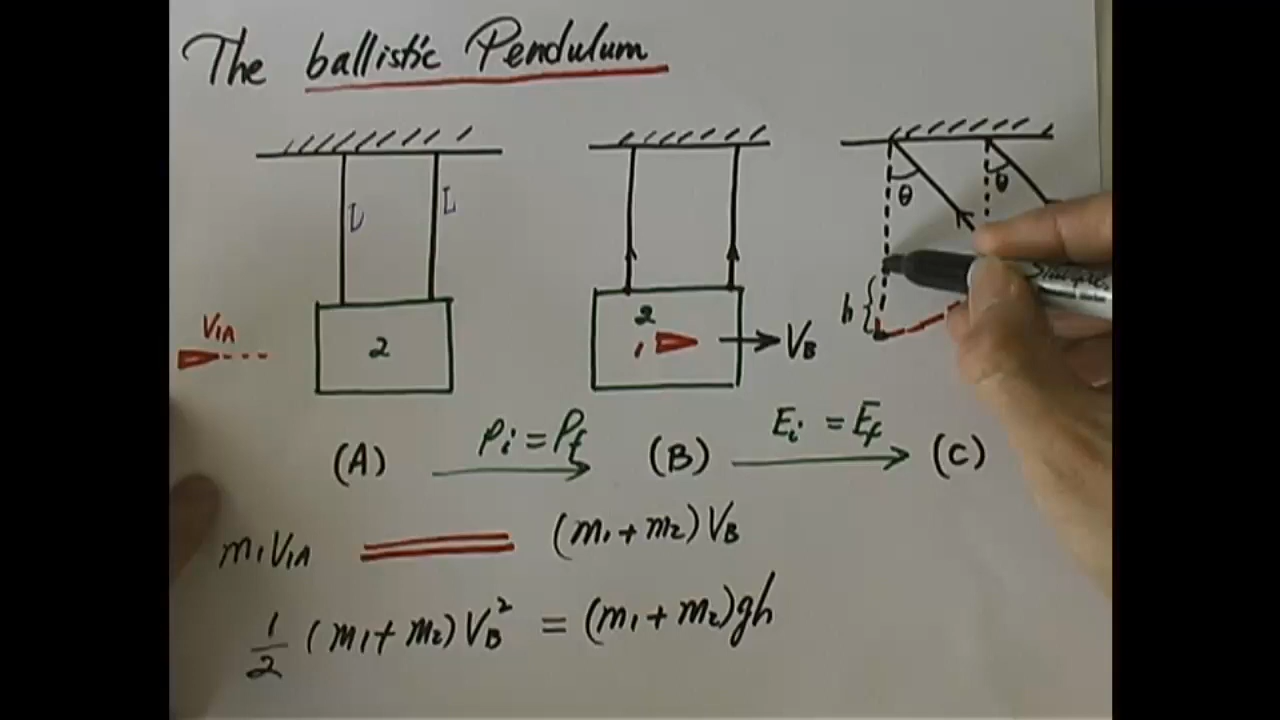 The ballistic Pendulum
L L
θ θ
V1A
2
2
1
VB
h
Pi = Pf
Ei = Ef
(A) (B) (C)
m1V1A = (m1 + m2)VB
1/2 (m1 + m2)VB² = (m1 + m2)gh